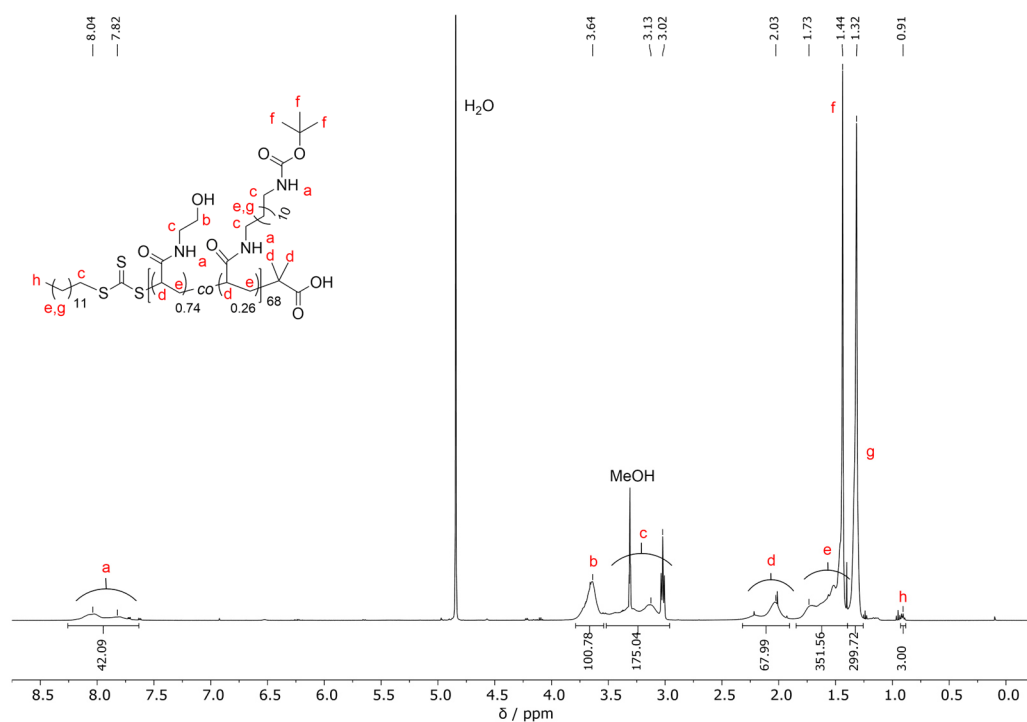 8.04
7.82
3.64
3.13
3.02
2.03
1.73
1.44
1.32
0.91
H₂O
f
f
f
f
O
O
c
NH
a
OH
e,g
10
c
b
c
O
NH
a
O
NH
a
d
d
h
c
S
S
S
e,g
11
d
e
0.74
co
d
e
0.26
68
OH
O
g
MeOH
a
b
c
d
e
h
42.09
100.78
175.04
67.99
351.56
299.72
3.00
8.5 8.0 7.5 7.0 6.5 6.0 5.5 5.0 4.5 4.0 3.5 3.0 2.5 2.0 1.5 1.0 0.5 0.0
δ / ppm